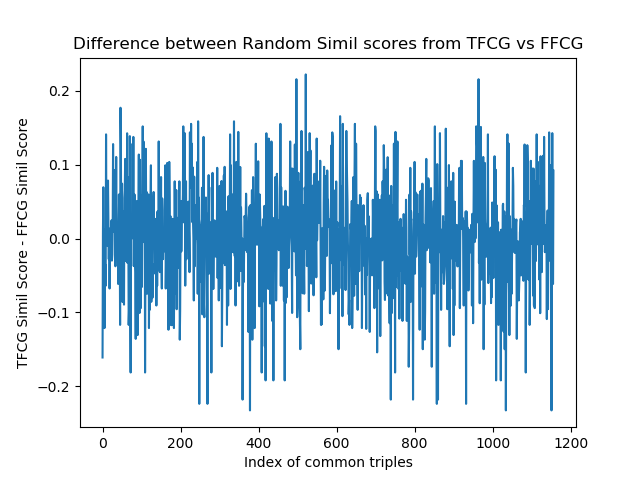 Difference between Random Simil scores from TFCG vs FFCG
TFCG Simil Score - FFCG Simil Score
0.2
0.1
0.0
−0.1
−0.2
0 200 400 600 800 1000 1200
Index of common triples